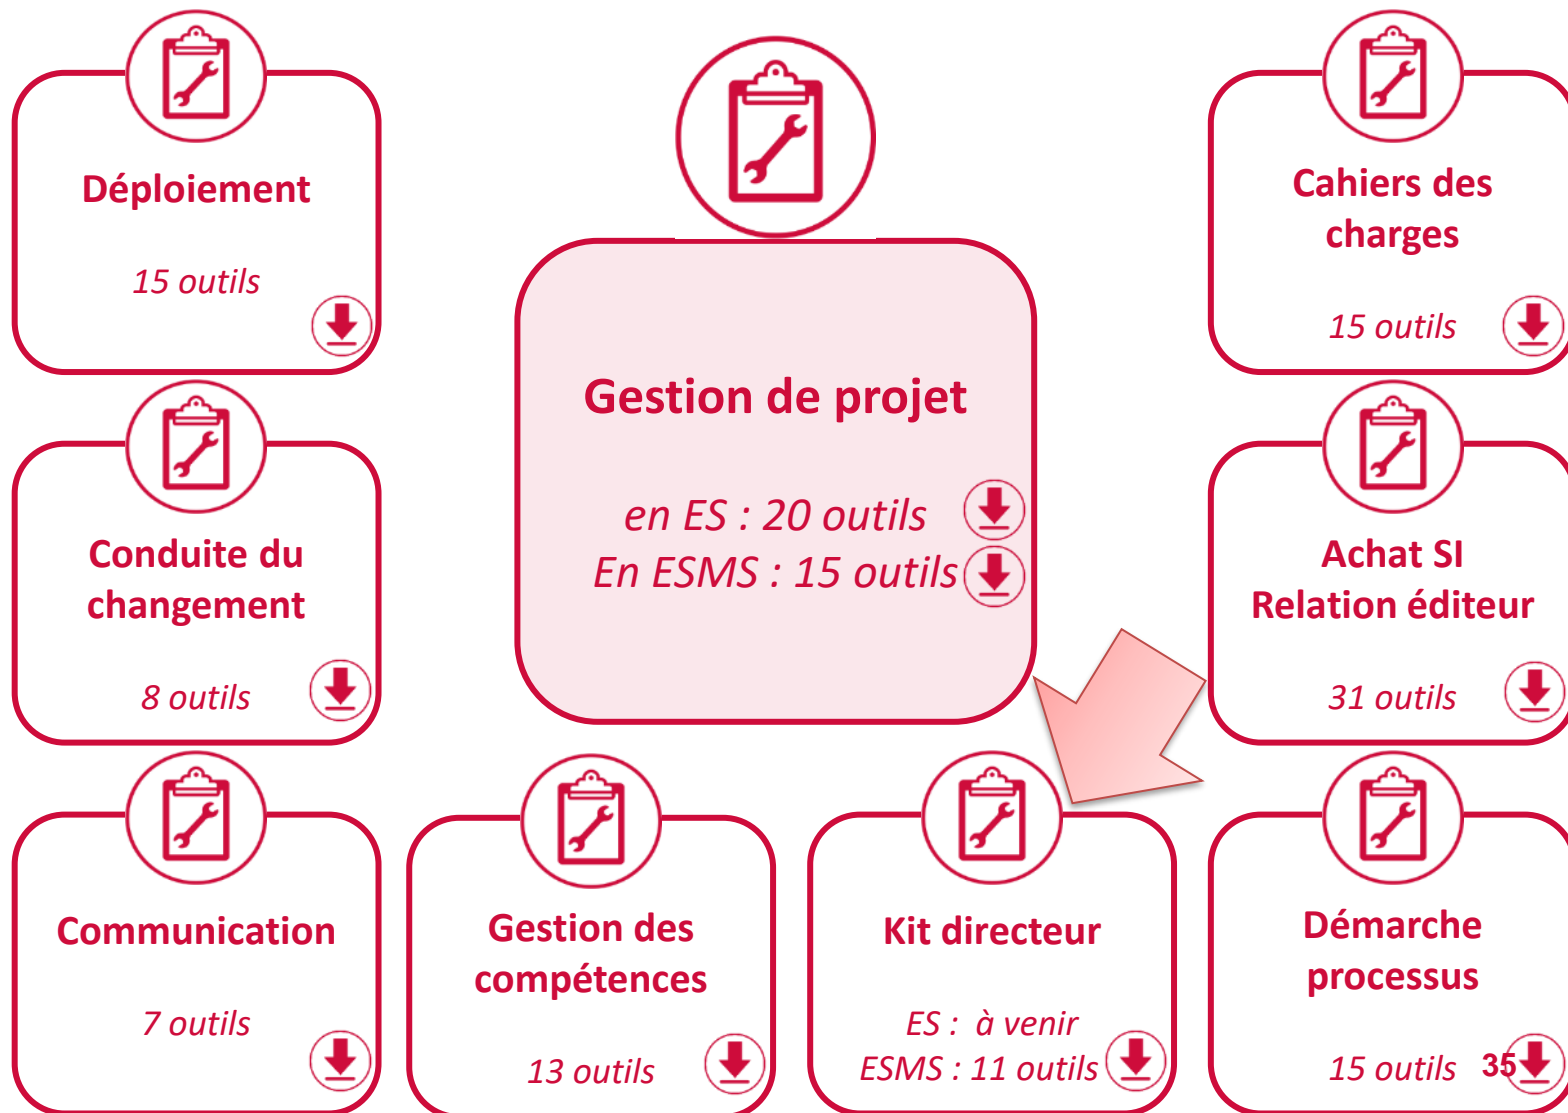 Déploiement
15 outils
Gestion de projet
en ES : 20 outils
En ESMS : 15 outils
Cahiers des
charges
15 outils
Conduite du
changement
8 outils
Achat SI
Relation éditeur
31 outils
Communication
7 outils
Gestion des
compétences
13 outils
Kit directeur
ES : à venir
ESMS : 11 outils
Démarche
processus
15 outils
35